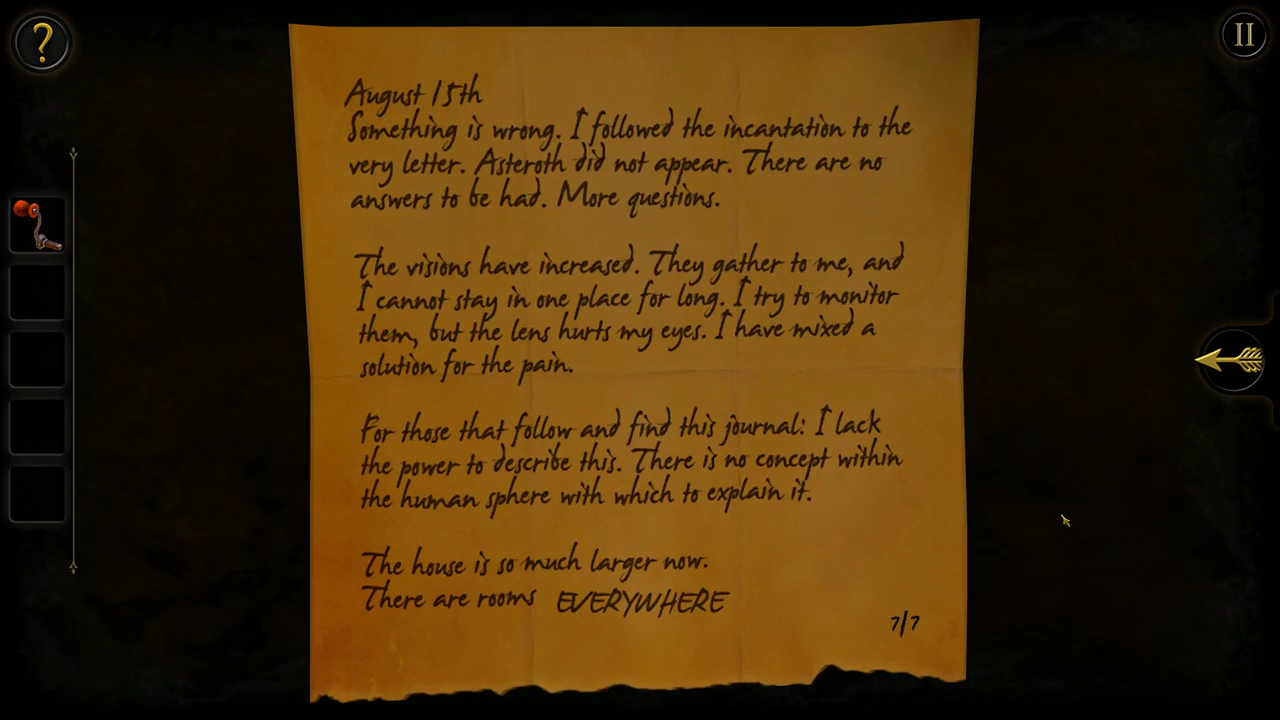 August 15th
Something is wrong. I followed the incantation to the
very letter. Asteroth did not appear. There are no
answers to be had. More questions.
The visions have increased. They gather to me, and
I cannot stay in one place for long. I try to monitor
them, but the lens hurts my eyes. I have mixed a
solution for the pain.
For those that follow and find this journal: I lack
the power to describe this. There is no concept within
the human sphere with which to explain it.
The house is so much larger now.
There are rooms EVERYWHERE
7/7
?